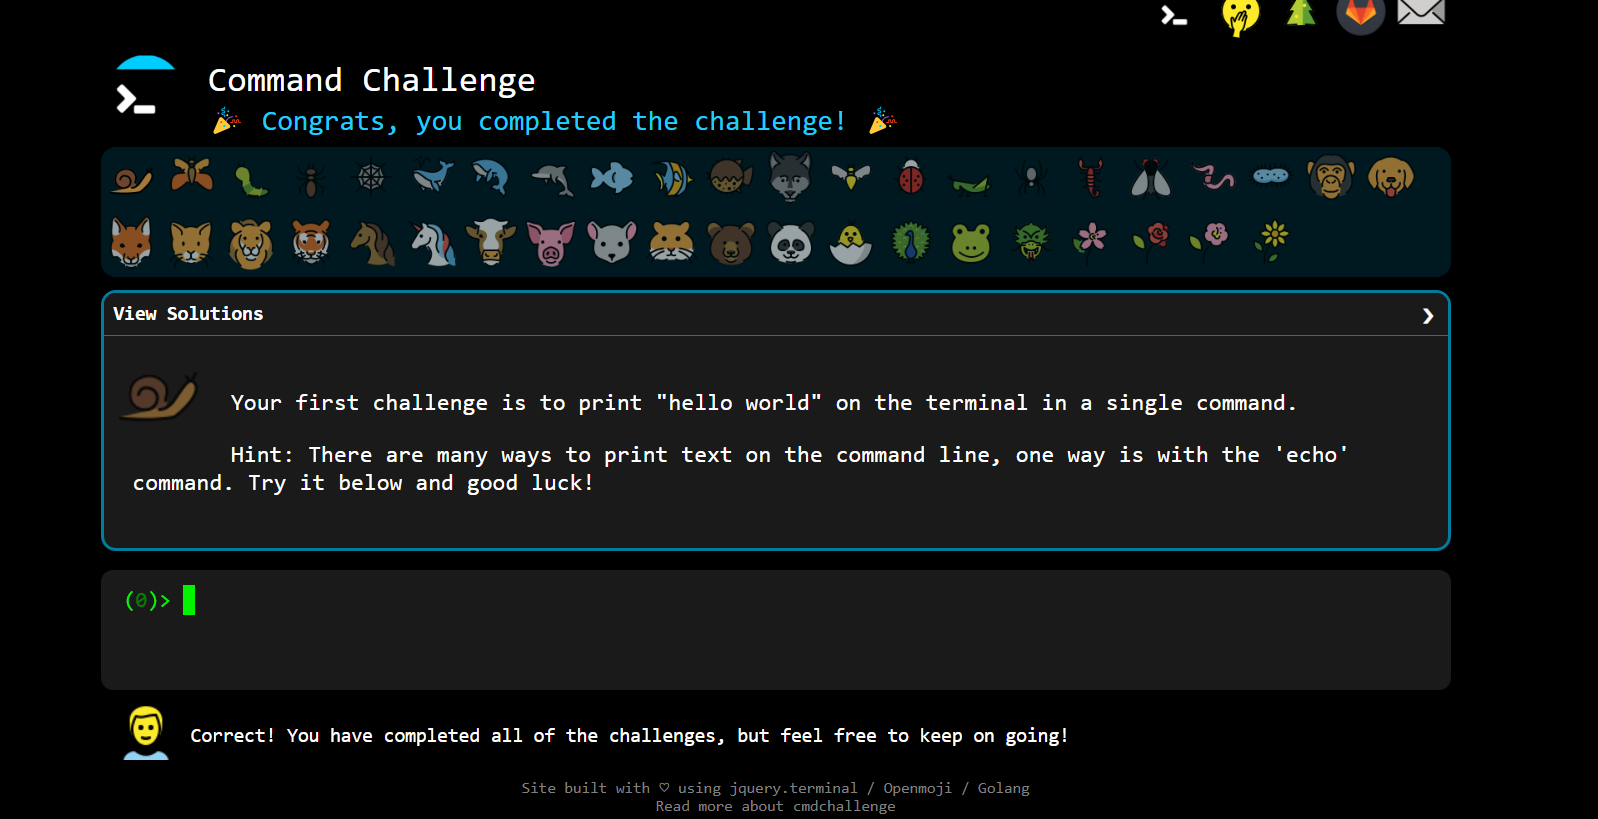 Command Challenge
Congrats, you completed the challenge!
View Solutions
Your first challenge is to print "hello world" on the terminal in a single command.
Hint: There are many ways to print text on the command line, one way is with the 'echo'
command. Try it below and good luck!
(0)>
Correct! You have completed all of the challenges, but feel free to keep on going!
Site built with ♡ using jquery.terminal / Openmoji / Golang
Read more about cmdchallenge